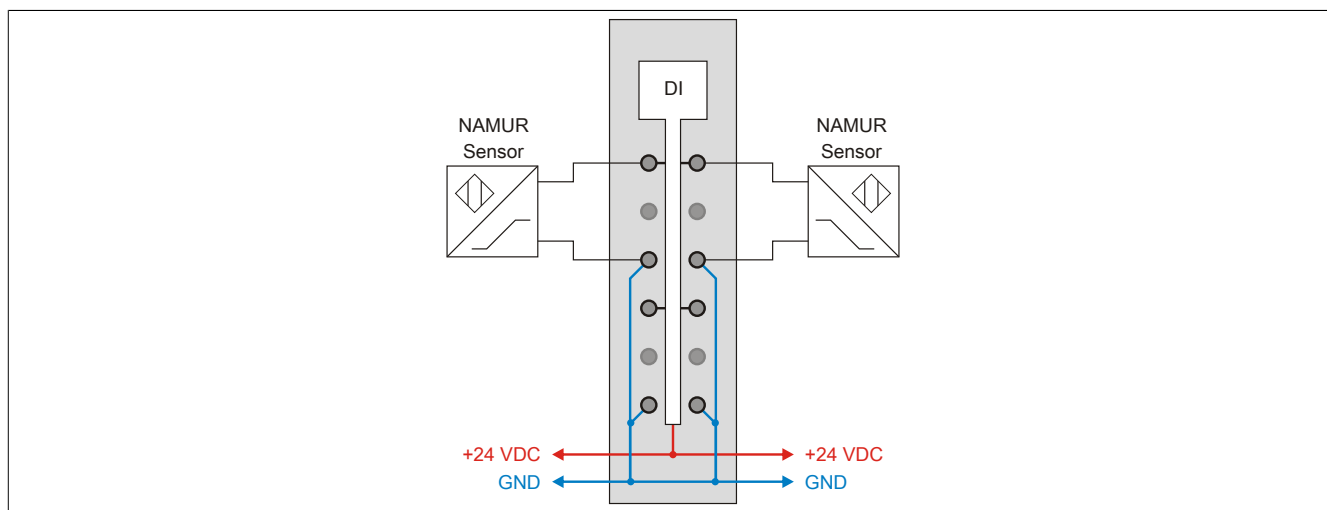 DI
NAMUR
Sensor
NAMUR
Sensor
+24 VDC
+24 VDC
GND
GND